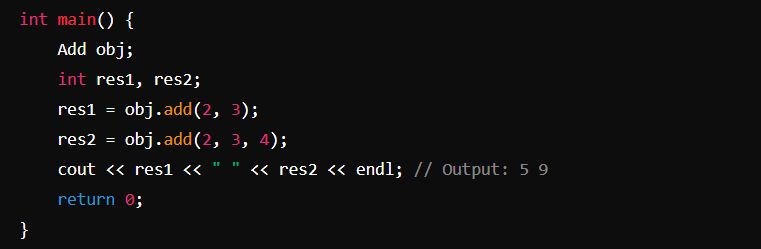 int main() {
    Add obj;
    int res1, res2;
    res1 = obj.add(2, 3);
    res2 = obj.add(2, 3, 4);
    cout << res1 << " " << res2 << endl; // Output: 5 9
    return 0;
}